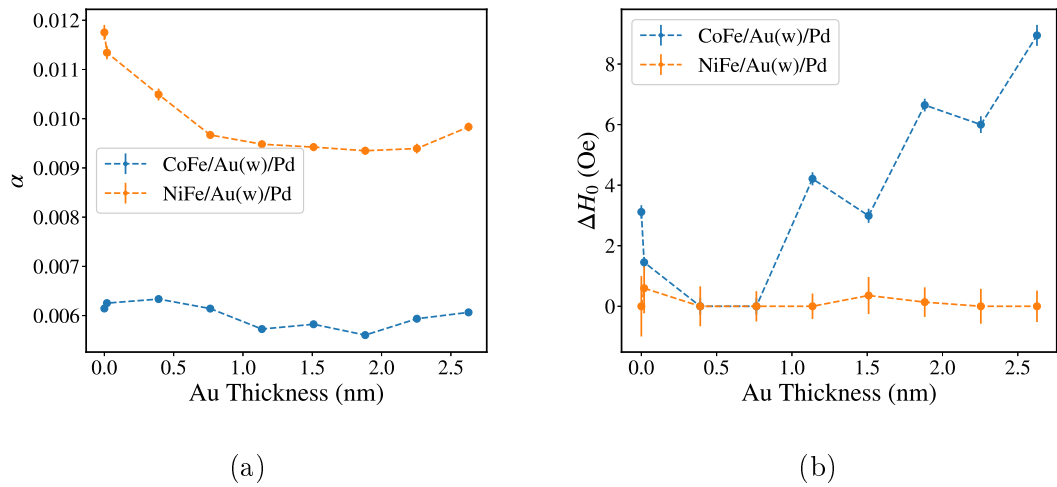 0.012
0.011
0.010
0.009
0.008
0.007
0.006
α
CoFe/Au(w)/Pd
NiFe/Au(w)/Pd
0.0 0.5 1.0 1.5 2.0 2.5
Au Thickness (nm)
(a)
8
6
4
2
0
ΔH₀ (Oe)
CoFe/Au(w)/Pd
NiFe/Au(w)/Pd
0.0 0.5 1.0 1.5 2.0 2.5
Au Thickness (nm)
(b)